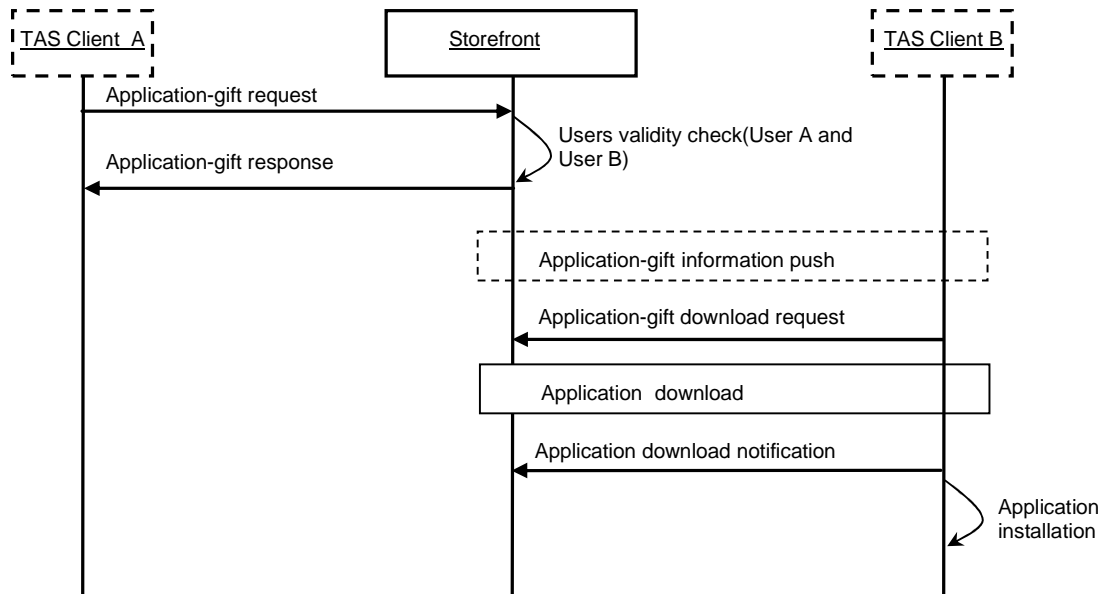 TAS Client A
Storefront
TAS Client B
Application-gift request
Users validity check(User A and
User B)
Application-gift response
Application-gift information push
Application-gift download request
Application download
Application download notification
Application
installation